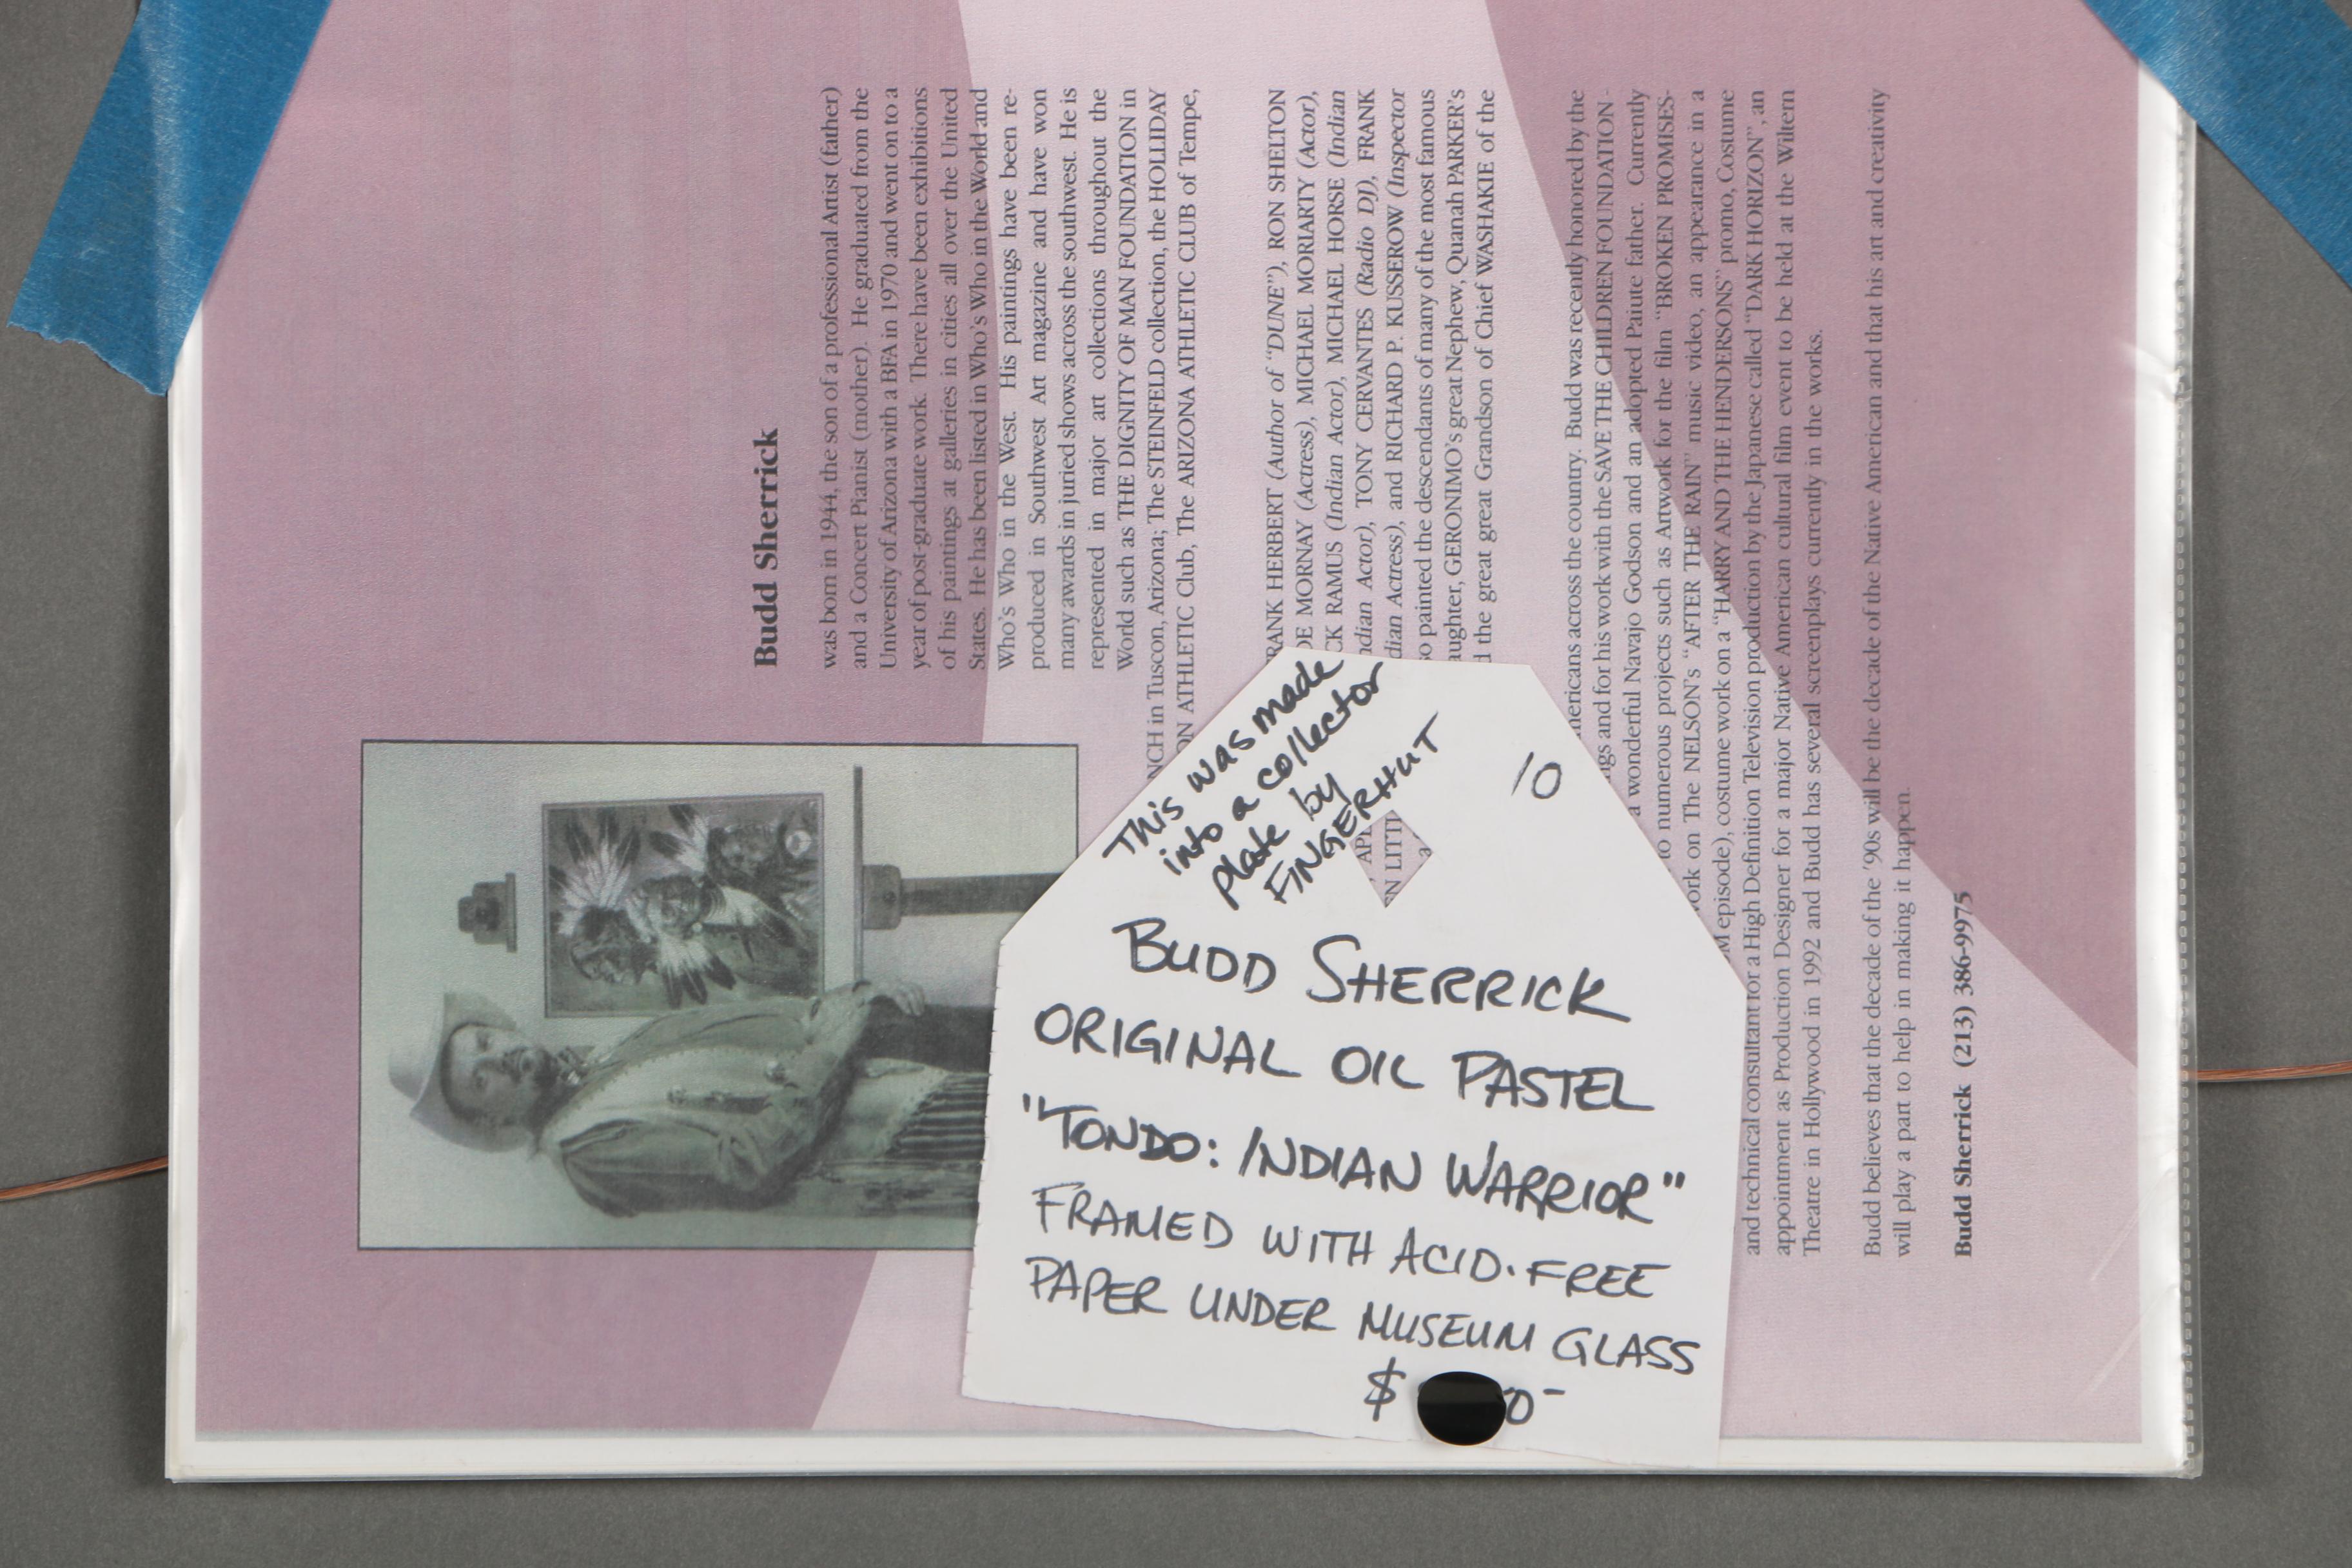 Budd Sherrick
was born in 1944, the son of a professional Artist (father)
and a Concert Pianist (mother). He graduated from the
University of Arizona with a BFA in 1970 and went on to a
year of post-graduate work. There have been exhibitions
of his paintings at galleries in cities all over the United
States. He has been listed in Who's Who in the World and
Who's Who in the West. His paintings have been re-
produced in Southwest Art magazine and have won
many awards in juried shows across the southwest. He is
represented in major art collections throughout the
World such as THE DIGNITY OF MAN FOUNDATION in
NCH in Tuscon, Arizona; The STEINFELD collection, the HOLLIDAY
ON ATHLETIC Club, The ARIZONA ATHLETIC CLUB of Tempe,
RANK HERBERT (Author of "DUNE"), RON SHELTON
DE MORNAY (Actress), MICHAEL MORIARTY (Actor),
CK RAMUS (Indian Actor), MICHAEL HORSE (Indian
ndian Actor), TONY CERVANTES (Radio DJ), FRANK
dian Actress), and RICHARD P. KUSSEROW (Inspector
so painted the descendants of many of the most famous
aughter, GERONIMO's great Nephew, Quanah PARKER's
d the great great Grandson of Chief WASHAKIE of the
mericans across the country. Budd was recently honored by the
ngs and for his work with the SAVE THE CHILDREN FOUNDATION -
a wonderful Navajo Godson and an adopted Paiute father. Currently
to numerous projects such as Artwork for the film "BROKEN PROMISES-
work on The NELSON's "AFTER THE RAIN" music video, an appearance in a
M episode), costume work on a "HARRY AND THE HENDERSONS" promo, Costume
and technical consultant for a High Definition Television production by the Japanese called "DARK HORIZON", an
appointment as Production Designer for a major Native American cultural film event to be held at the Wiltern
Theatre in Hollywood in 1992 and Budd has several screenplays currently in the works.
Budd believes that the decade of the '90s will be the decade of the Native American and that his art and creativity
will play a part to help in making it happen.
Budd Sherrick (213) 386-9975
This was made
into a collector
plate by
FINGERHUT
10
BUDD SHERRICK
ORIGINAL OIL PASTEL
"TONDO: INDIAN WARRIOR"
FRAMED WITH ACID-FREE
PAPER UNDER MUSEUM GLASS
$ 0-